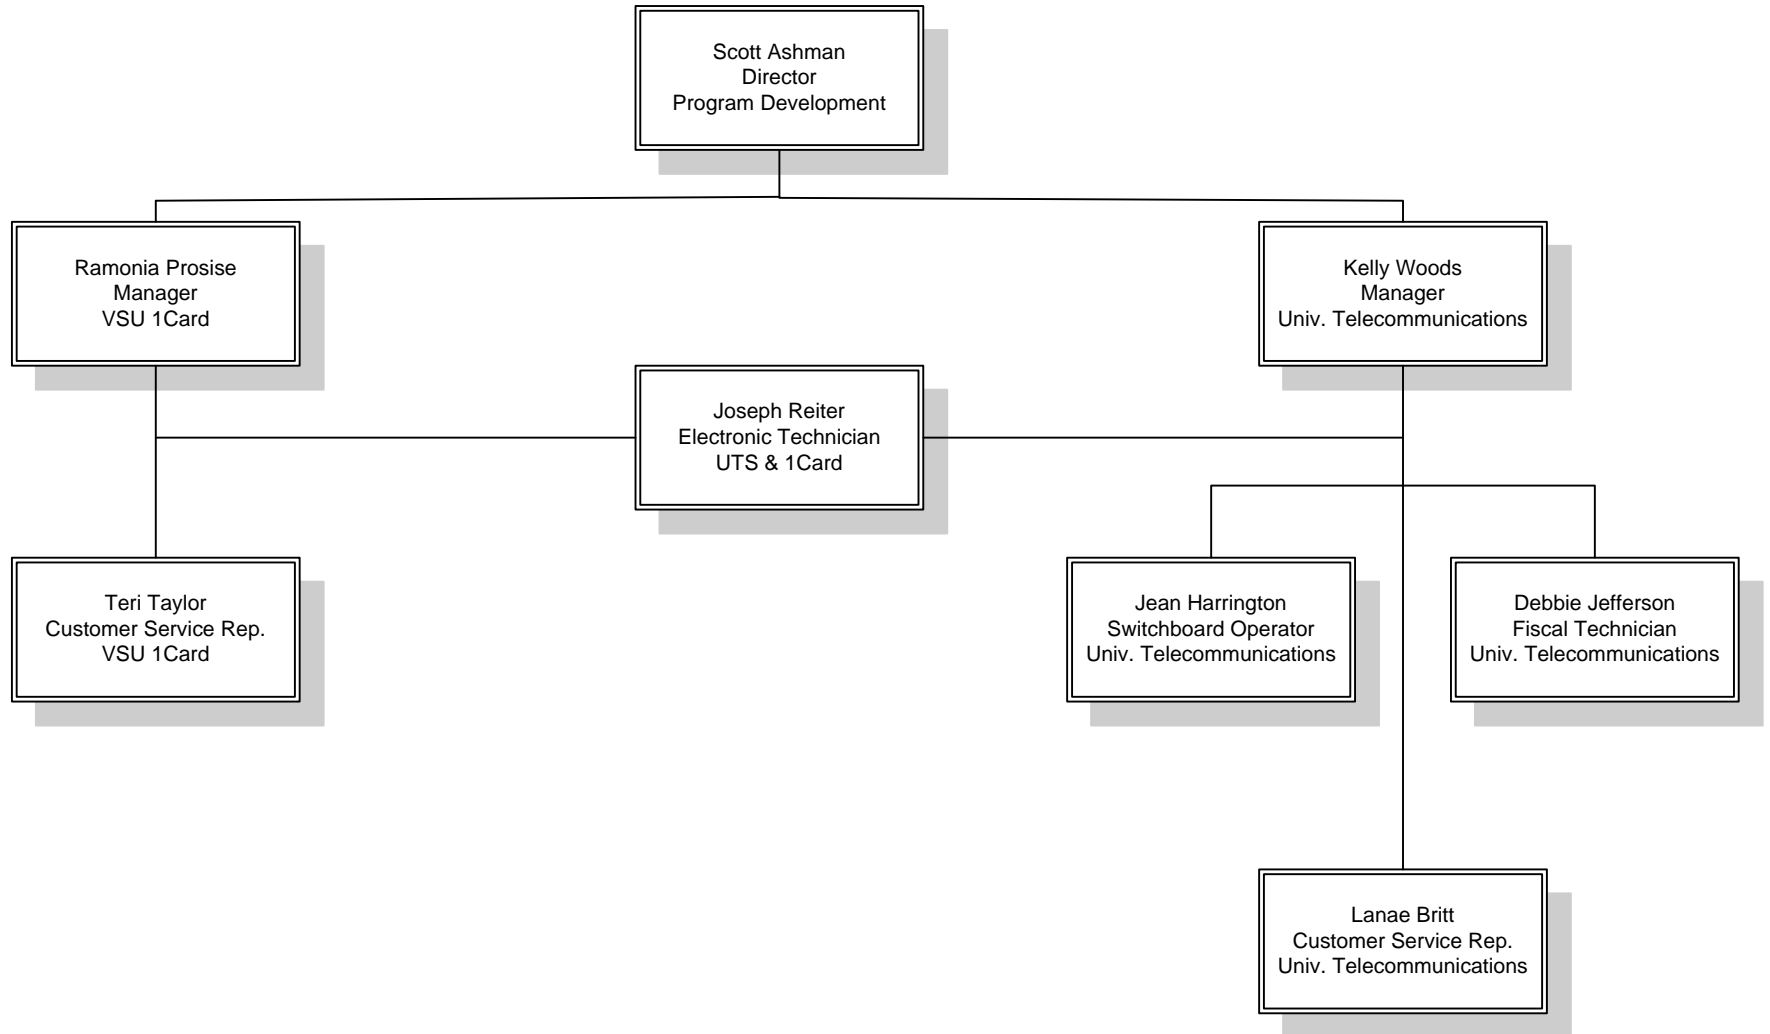 Scott Ashman
Director
Program Development
Ramonia Prosise
Manager
VSU 1Card
Kelly Woods
Manager
Univ. Telecommunications
Joseph Reiter
Electronic Technician
UTS & 1Card
Teri Taylor
Customer Service Rep.
VSU 1Card
Jean Harrington
Switchboard Operator
Univ. Telecommunications
Debbie Jefferson
Fiscal Technician
Univ. Telecommunications
Lanae Britt
Customer Service Rep.
Univ. Telecommunications